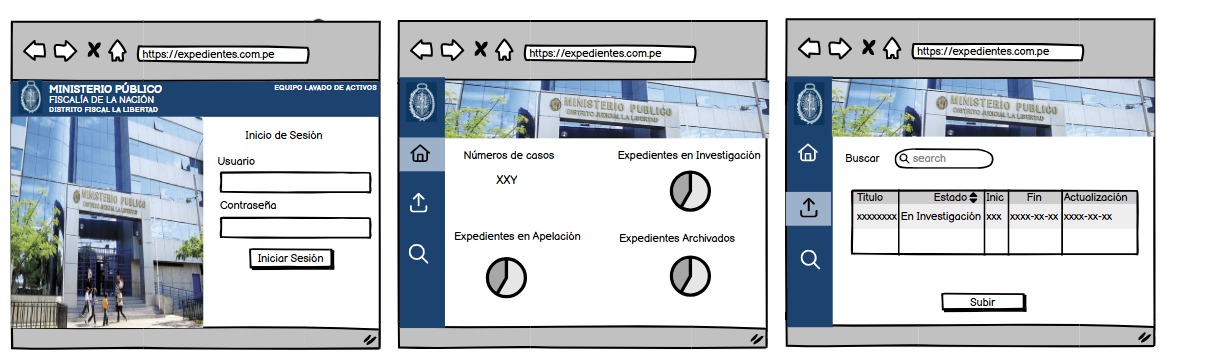 https://expedientes.com.pe
MINISTERIO PÚBLICO
FISCALÍA DE LA NACIÓN
DISTRITO FISCAL LA LIBERTAD
EQUIPO LAVADO DE ACTIVOS
MINISTERIO PUBLICO
DISTRITO JUDICIAL LA LIBERTAD
Inicio de Sesión
Usuario
Contraseña
Iniciar Sesión
https://expedientes.com.pe
MINISTERIO PUBLICO
DISTRITO JUDICIAL LA LIBERTAD
Números de casos
XXY
Expedientes en Investigación
Expedientes en Apelación
Expedientes Archivados
https://expedientes.com.pe
MINISTERIO PUBLICO
DISTRITO JUDICIAL LA LIBERTAD
Buscar
search
Titulo Estado Inic Fin Actualización
xxxxxxxx En Investigación xxx xxxx-xx-xx xxxx-xx-xx
Subir